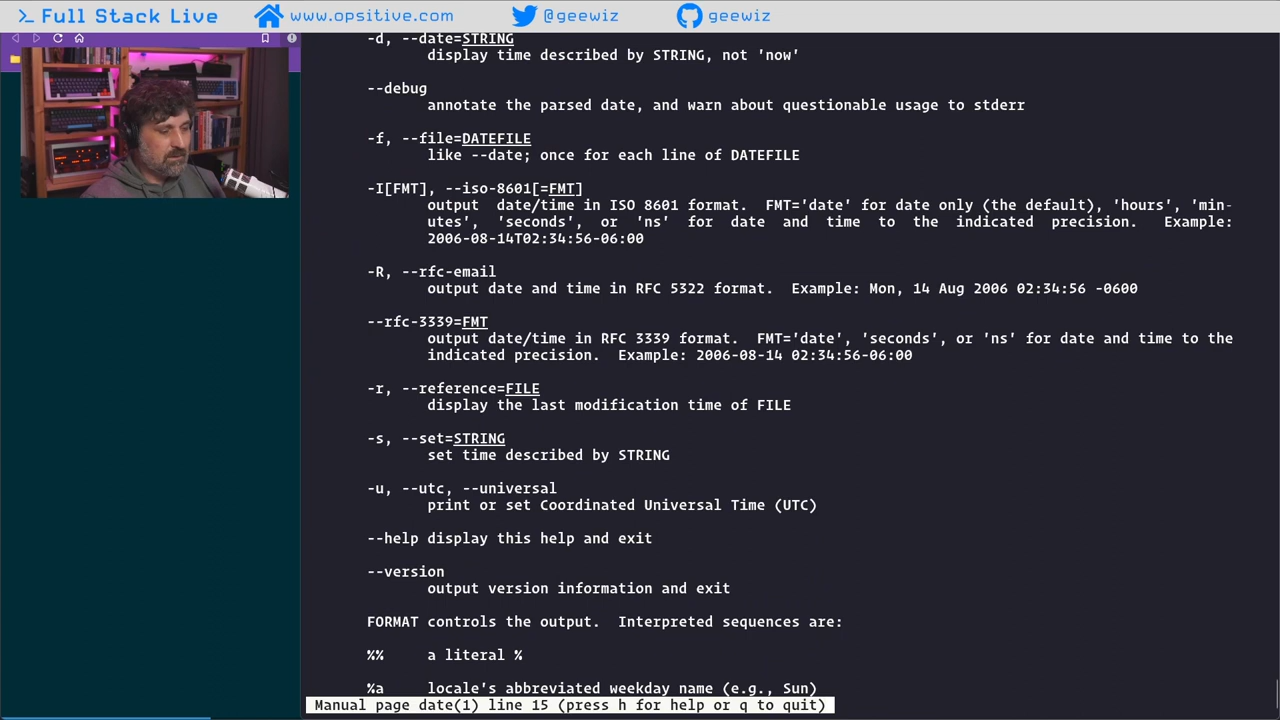 >_ Full Stack Live www.opsitive.com @geewiz geewiz
-d, --date=STRING
display time described by STRING, not 'now'
--debug
annotate the parsed date, and warn about questionable usage to stderr
-f, --file=DATEFILE
like --date; once for each line of DATEFILE
-I[FMT], --iso-8601[=FMT]
output date/time in ISO 8601 format. FMT='date' for date only (the default), 'hours', 'min-
utes', 'seconds', or 'ns' for date and time to the indicated precision. Example:
2006-08-14T02:34:56-06:00
-R, --rfc-email
output date and time in RFC 5322 format. Example: Mon, 14 Aug 2006 02:34:56 -0600
--rfc-3339=FMT
output date/time in RFC 3339 format. FMT='date', 'seconds', or 'ns' for date and time to the
indicated precision. Example: 2006-08-14 02:34:56-06:00
-r, --reference=FILE
display the last modification time of FILE
-s, --set=STRING
set time described by STRING
-u, --utc, --universal
print or set Coordinated Universal Time (UTC)
--help display this help and exit
--version
output version information and exit
FORMAT controls the output. Interpreted sequences are:
%% a literal %
%a locale's abbreviated weekday name (e.g., Sun)
Manual page date(1) line 15 (press h for help or q to quit)